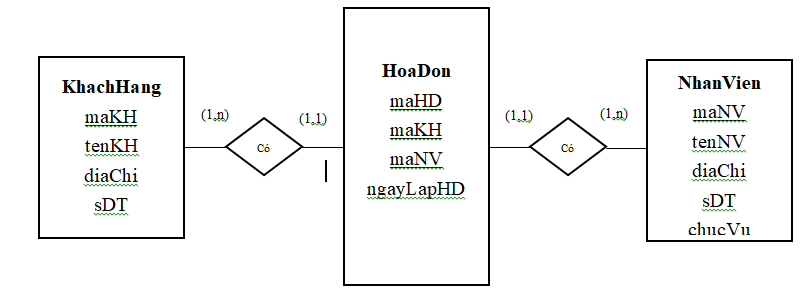 KhachHang
maKH
tenKH
diaChi
sDT
(1,n)
Có
(1,1)
HoaDon
maHD
maKH
maNV
ngayLapHD
(1,1)
Có
(1,n)
NhanVien
maNV
tenNV
diaChi
sDT
chucVu